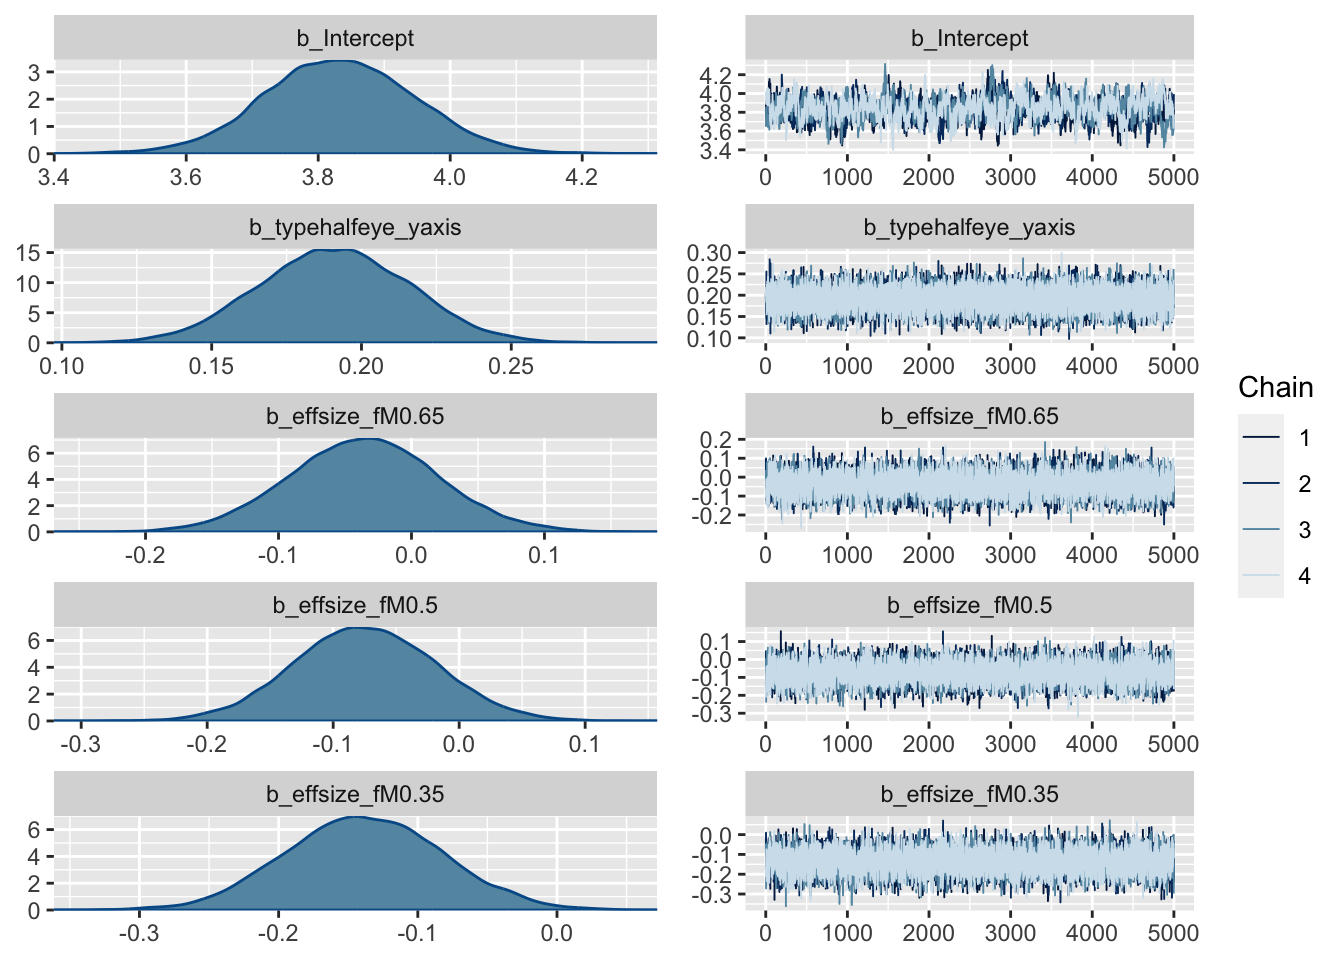 b_Intercept
3
2
1
0
3.4 3.6 3.8 4.0 4.2
b_Intercept
4.2
4.0
3.8
3.6
3.4
0 1000 2000 3000 4000 5000
b_typehalfeye_yaxis
15
10
5
0
0.10 0.15 0.20 0.25
b_typehalfeye_yaxis
0.30
0.25
0.20
0.15
0.10
0 1000 2000 3000 4000 5000
b_effsize_fM0.65
6
4
2
0
-0.2 -0.1 0.0 0.1
b_effsize_fM0.65
0.2
0.1
0.0
-0.1
-0.2
0 1000 2000 3000 4000 5000
b_effsize_fM0.5
6
4
2
0
-0.3 -0.2 -0.1 0.0 0.1
b_effsize_fM0.5
0.1
0.0
-0.1
-0.2
-0.3
0 1000 2000 3000 4000 5000
b_effsize_fM0.35
6
4
2
0
-0.3 -0.2 -0.1 0.0
b_effsize_fM0.35
0.0
-0.1
-0.2
-0.3
0 1000 2000 3000 4000 5000
Chain
1
2
3
4